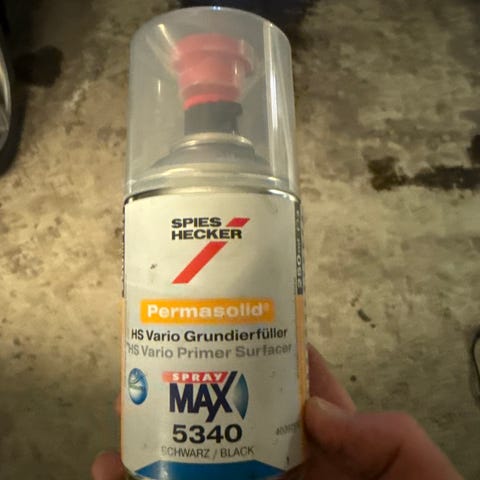 SPIES
HECKER
Permasolid®
HS Vario Grundierfüller
HS Vario Primer Surfacer
SPRAY
MAX
5340
SCHWARZ / BLACK